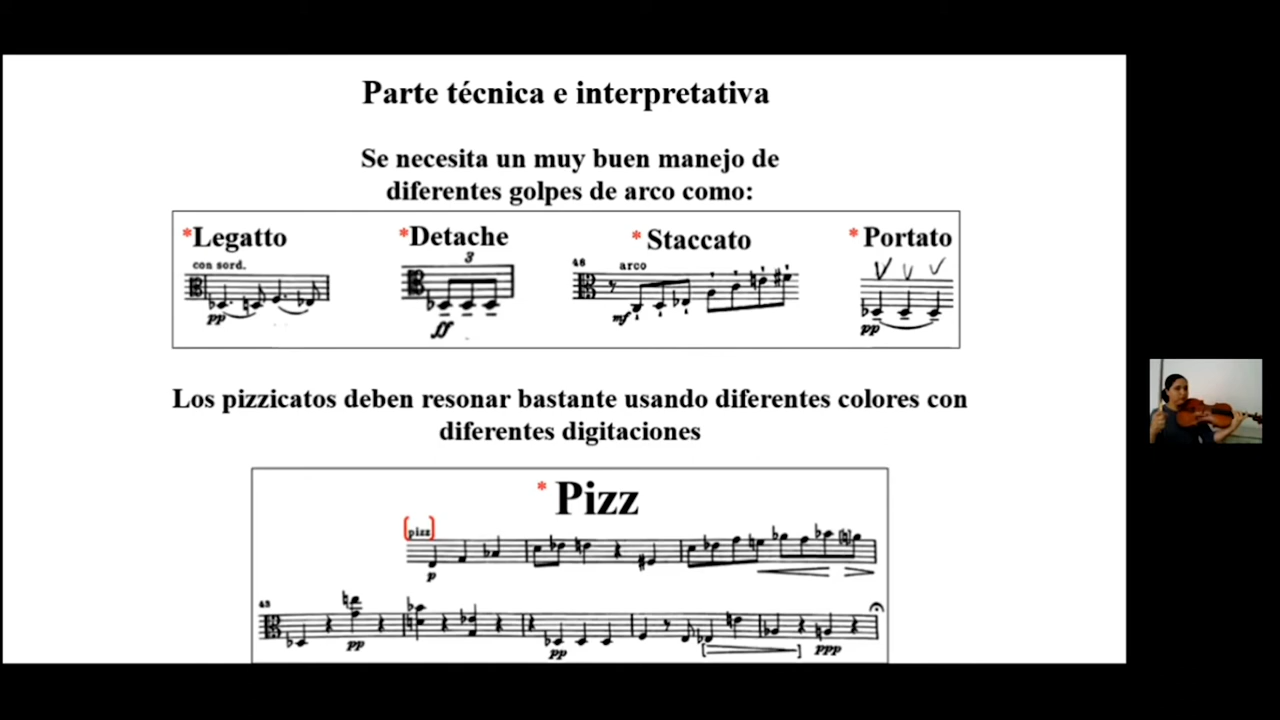 Parte técnica e interpretativa
Se necesita un muy buen manejo de
diferentes golpes de arco como:
*Legatto *Detache * Staccato * Portato
con sord. 3 46 arco
pp ff mf pp
Los pizzicatos deben resonar bastante usando diferentes colores con
diferentes digitaciones
* Pizz
[pizz]
p
43
pp pp ppp